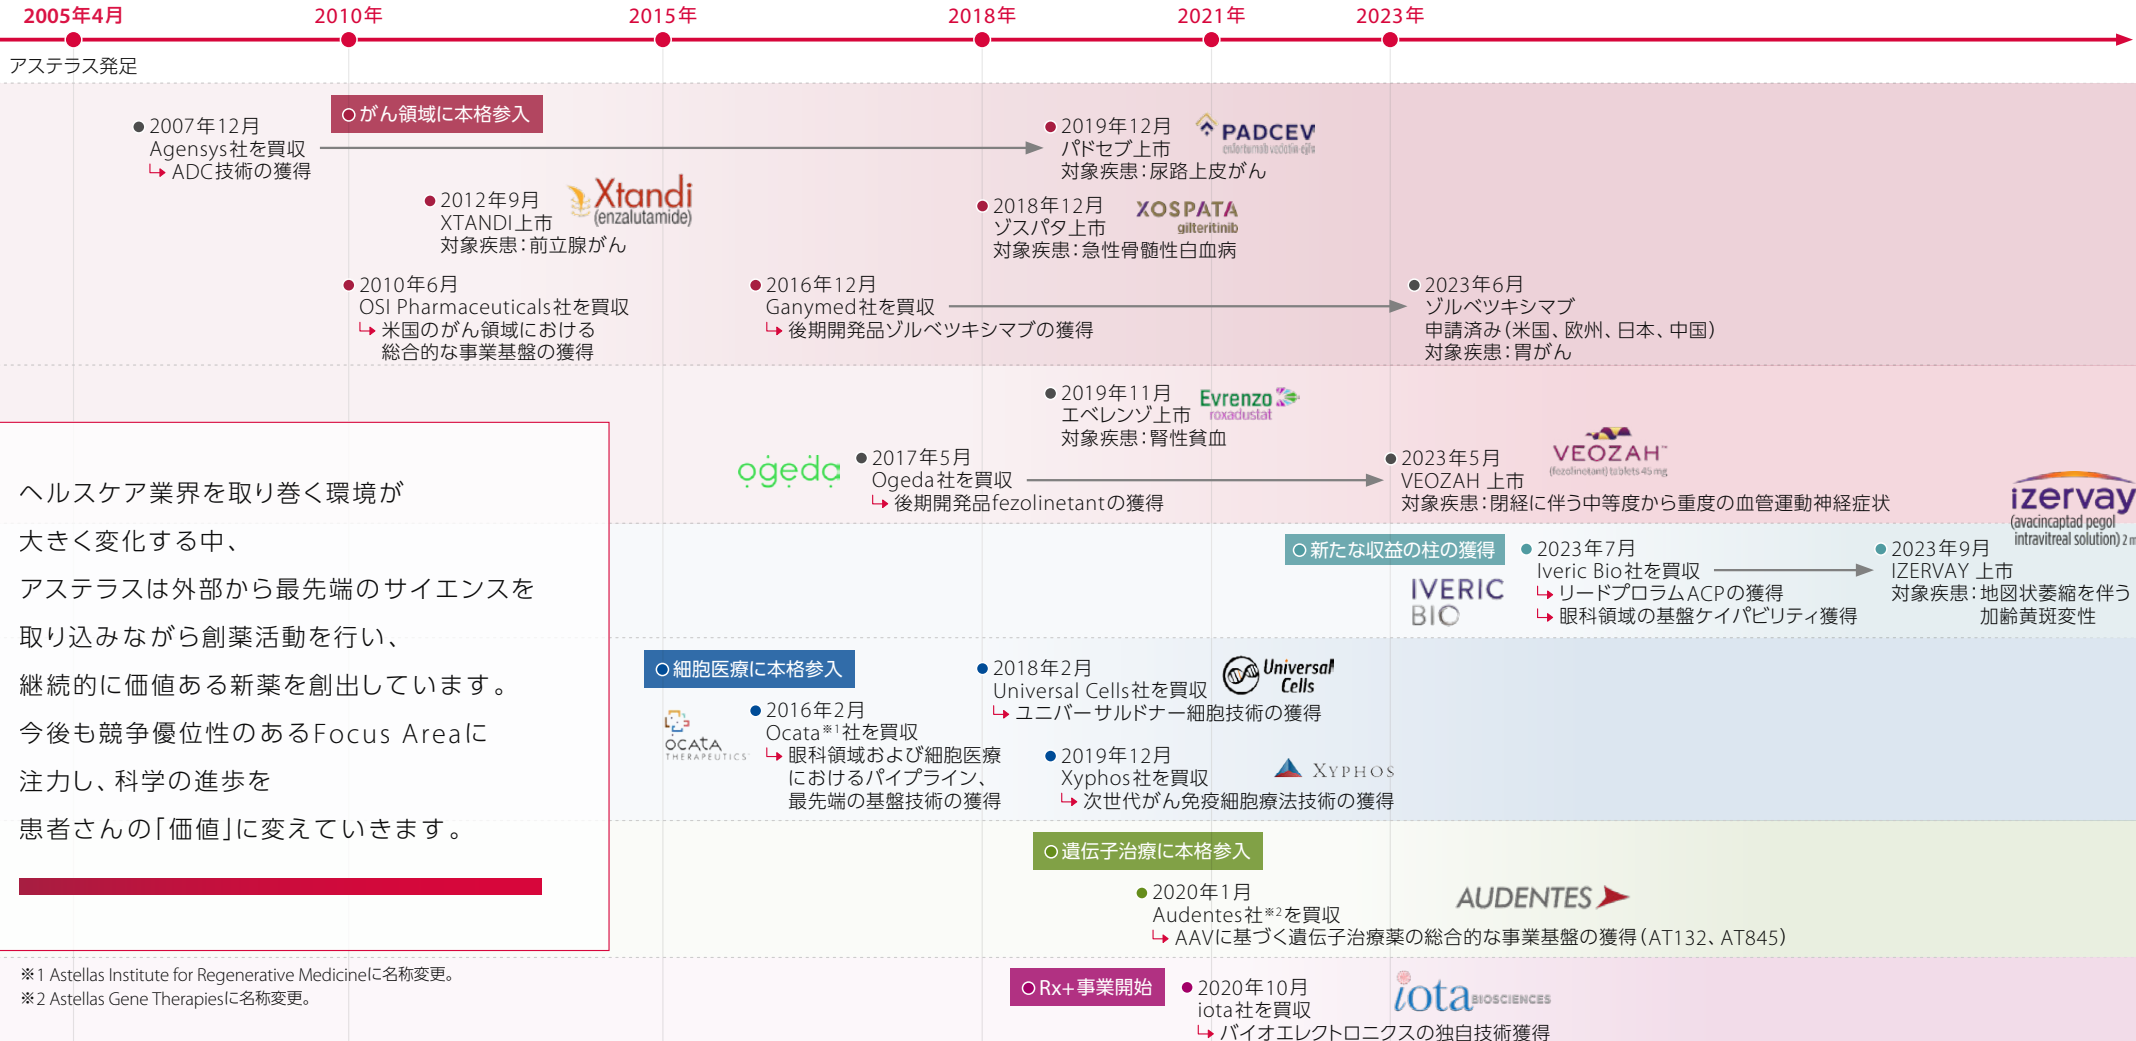 2005年4月
2010年
2015年
2018年
2021年
2023年
アステラス発足
がん領域に本格参入
2007年12月
Agensys社を買収
ADC技術の獲得
2019年12月
パドセブ上市
対象疾患：尿路上皮がん
PADCEV
enfortumab vedotin-ejfv
2012年9月
XTANDI上市
対象疾患：前立腺がん
Xtandi
(enzalutamide)
2018年12月
ゾスパタ上市
対象疾患：急性骨髄性白血病
XOSPATA
gilteritinib
2010年6月
OSI Pharmaceuticals社を買収
米国のがん領域における
総合的な事業基盤の獲得
2016年12月
Ganymed社を買収
後期開発品ゾルベツキシマブの獲得
2023年6月
ゾルベツキシマブ
申請済み（米国、欧州、日本、中国）
対象疾患：胃がん
2019年11月
エベレンゾ上市
対象疾患：腎性貧血
Evrenzo
roxadustat
ogeda
2017年5月
Ogeda社を買収
後期開発品fezolinetantの獲得
2023年5月
VEOZAH 上市
対象疾患：閉経に伴う中等度から重度の血管運動神経症状
VEOZAH™
(fezolinetant) tablets 45 mg
izervay
(avacincaptad pegol
intravitreal solution) 2 m
新たな収益の柱の獲得
IVERIC
BIO
2023年7月
Iveric Bio社を買収
リードプロラムACPの獲得
眼科領域の基盤ケイパビリティ獲得
2023年9月
IZERVAY 上市
対象疾患：地図状萎縮を伴う
加齢黄斑変性
細胞医療に本格参入
OCATA
THERAPEUTICS
2016年2月
Ocata※1社を買収
眼科領域および細胞医療
におけるパイプライン、
最先端の基盤技術の獲得
2018年2月
Universal Cells社を買収
ユニバーサルドナー細胞技術の獲得
Universal
Cells
2019年12月
Xyphos社を買収
次世代がん免疫細胞療法技術の獲得
XYPHOS
遺伝子治療に本格参入
2020年1月
Audentes社※2を買収
AAVに基づく遺伝子治療薬の総合的な事業基盤の獲得（AT132、AT845）
AUDENTES
Rx+事業開始
2020年10月
iota社を買収
バイオエレクトロニクスの独自技術獲得
iota BIOSCIENCES
ヘルスケア業界を取り巻く環境が
大きく変化する中、
アステラスは外部から最先端のサイエンスを
取り込みながら創薬活動を行い、
継続的に価値ある新薬を創出しています。
今後も競争優位性のあるFocus Areaに
注力し、科学の進歩を
患者さんの「価値」に変えていきます。
※1 Astellas Institute for Regenerative Medicineに名称変更。
※2 Astellas Gene Therapiesに名称変更。